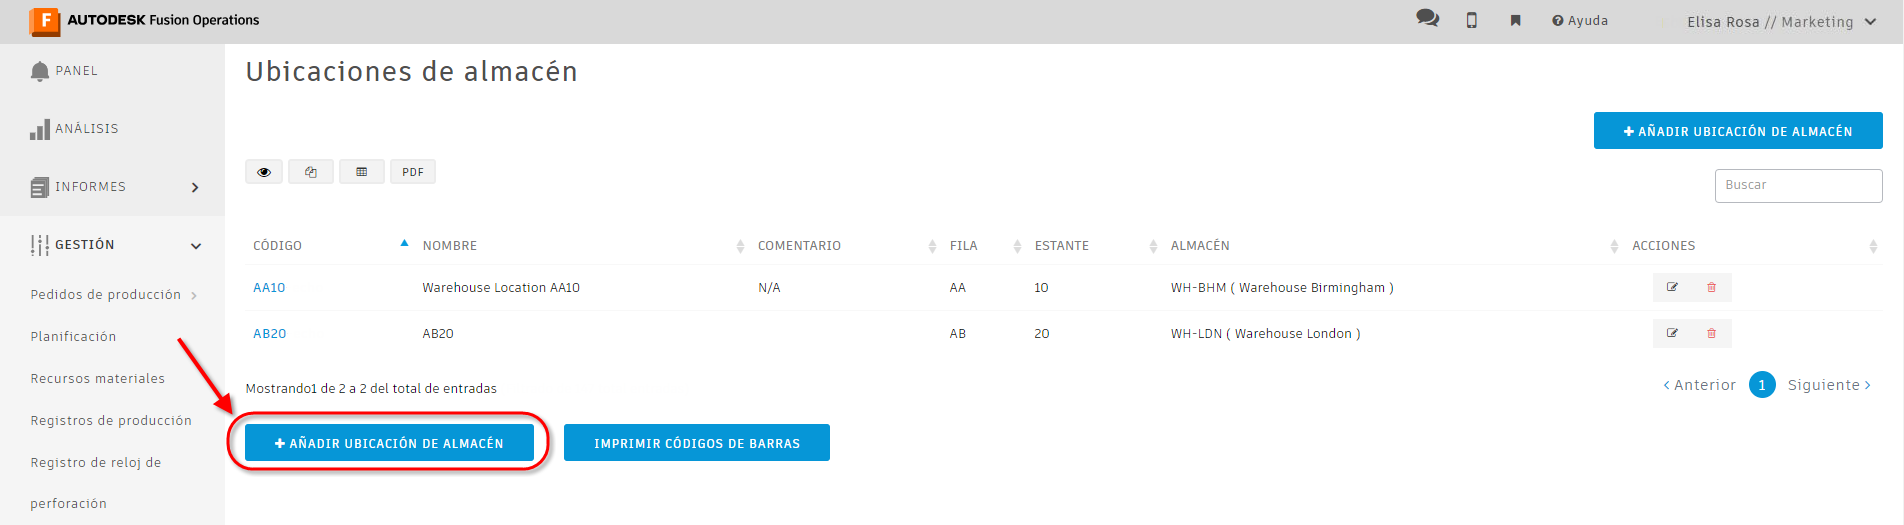 F AUTODESK Fusion Operations
Ayuda
Elisa Rosa // Marketing
PANEL
ANÁLISIS
INFORMES
GESTIÓN
Pedidos de producción
Planificación
Recursos materiales
Registros de producción
Registro de reloj de
perforación
Ubicaciones de almacén
+ AÑADIR UBICACIÓN DE ALMACÉN
PDF
Buscar
CÓDIGO NOMBRE COMENTARIO FILA ESTANTE ALMACÉN ACCIONES
AA10 Warehouse Location AA10 N/A AA 10 WH-BHM ( Warehouse Birmingham )
AB20 AB20 AB 20 WH-LDN ( Warehouse London )
Mostrando1 de 2 a 2 del total de entradas
< Anterior 1 Siguiente >
+ AÑADIR UBICACIÓN DE ALMACÉN
IMPRIMIR CÓDIGOS DE BARRAS